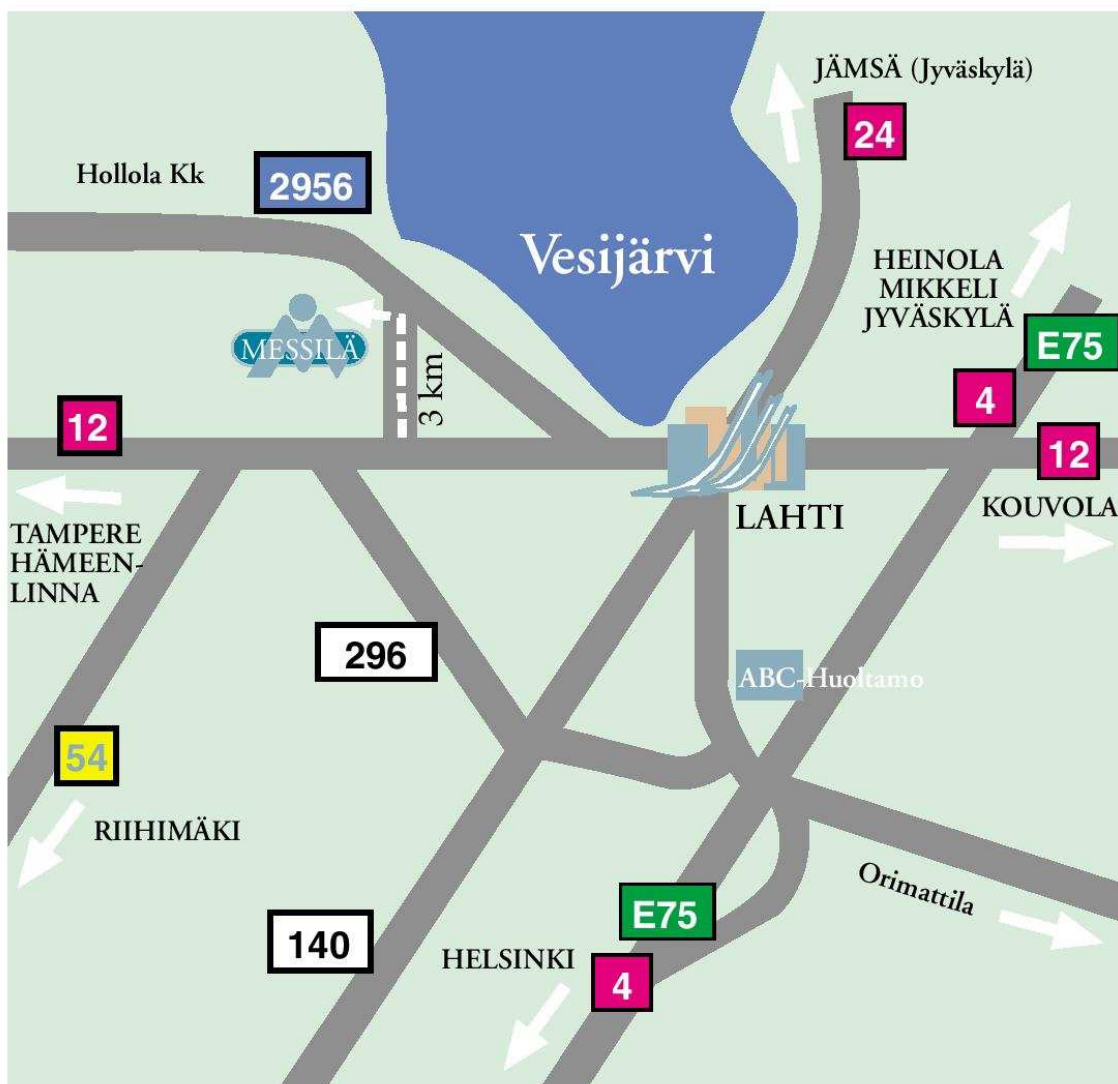 JÄMSÄ (Jyväskylä)
24
Hollola Kk
2956
Vesijärvi
HEINOLA
MIKKELI
JYVÄSKYLÄ
E75
MESSILÄ
3 km
4
12
12
LAHTI
KOUVOLA
TAMPERE
HÄMEEN-
LINNA
296
ABC-Huoltamo
54
RIIHIMÄKI
Orimattila
E75
140
HELSINKI
4